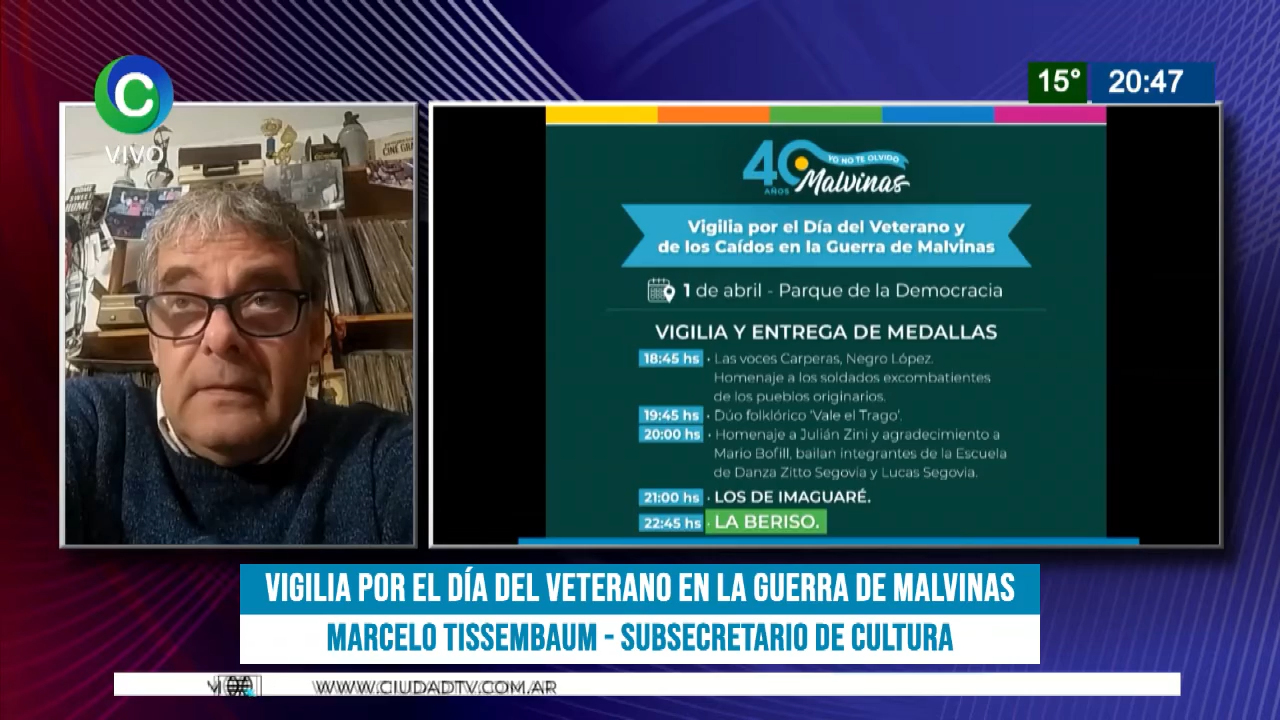 C
VIVO
15° 20:47
HOME
SWEET
HOME
CINE GRA
40
AÑOS
YO NO TE OLVIDO
Malvinas
Vigilia por el Día del Veterano y
de los Caídos en la Guerra de Malvinas
1 de abril - Parque de la Democracia
VIGILIA Y ENTREGA DE MEDALLAS
18:45 hs · Las voces Carperas, Negro López.
Homenaje a los soldados excombatientes
de los pueblos originarios.
19:45 hs · Dúo folklórico 'Vale el Trago'.
20:00 hs · Homenaje a Julián Zini y agradecimiento a
Mario Bofill, bailan integrantes de la Escuela
de Danza Zitto Segovia y Lucas Segovia.
21:00 hs · LOS DE IMAGUARÉ.
22:45 hs · LA BERISO.
VIGILIA POR EL DÍA DEL VETERANO EN LA GUERRA DE MALVINAS
MARCELO TISSEMBAUM - SUBSECRETARIO DE CULTURA
WWW.CIUDADTV.COM.AR